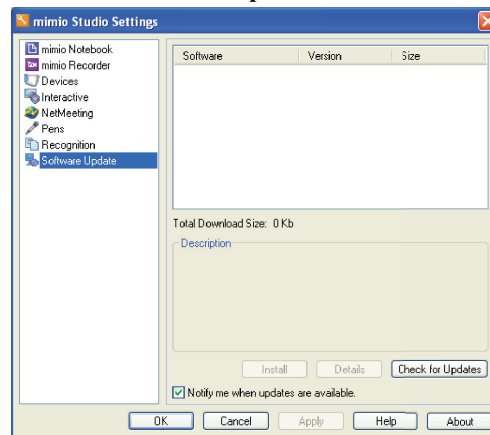 mimio Studio Settings
mimio Notebook
mimio Recorder
Devices
Interactive
NetMeeting
Pens
Recognition
Software Update
Software Version Size
Total Download Size: 0 Kb
Description
Install Details Check for Updates
Notify me when updates are available.
OK Cancel Apply Help About